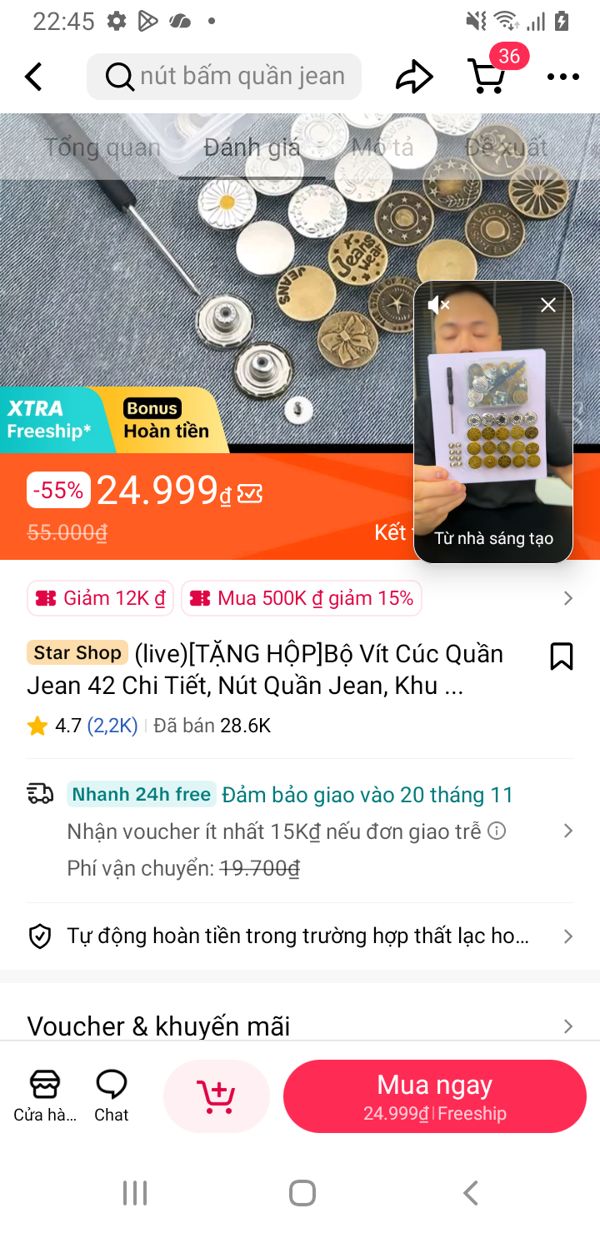 22:45
36
nút bấm quần jean
Tổng quan Đánh giá Mô tả Đề xuất
JEANS
Jeans wear
XTRA
Freeship*
Bonus
Hoàn tiền
-55% 24.999₫
55.000₫
Kết
Từ nhà sáng tạo
Giảm 12K ₫ Mua 500K ₫ giảm 15%
Star Shop (live)[TẶNG HỘP]Bộ Vít Cúc Quần
Jean 42 Chi Tiết, Nút Quần Jean, Khu ...
4.7 (2,2K) Đã bán 28.6K
Nhanh 24h free Đảm bảo giao vào 20 tháng 11
Nhận voucher ít nhất 15K₫ nếu đơn giao trễ
Phí vận chuyển: 19.700₫
Tự động hoàn tiền trong trường hợp thất lạc ho...
Voucher & khuyến mãi
Cửa hà... Chat
Mua ngay
24.999₫ | Freeship